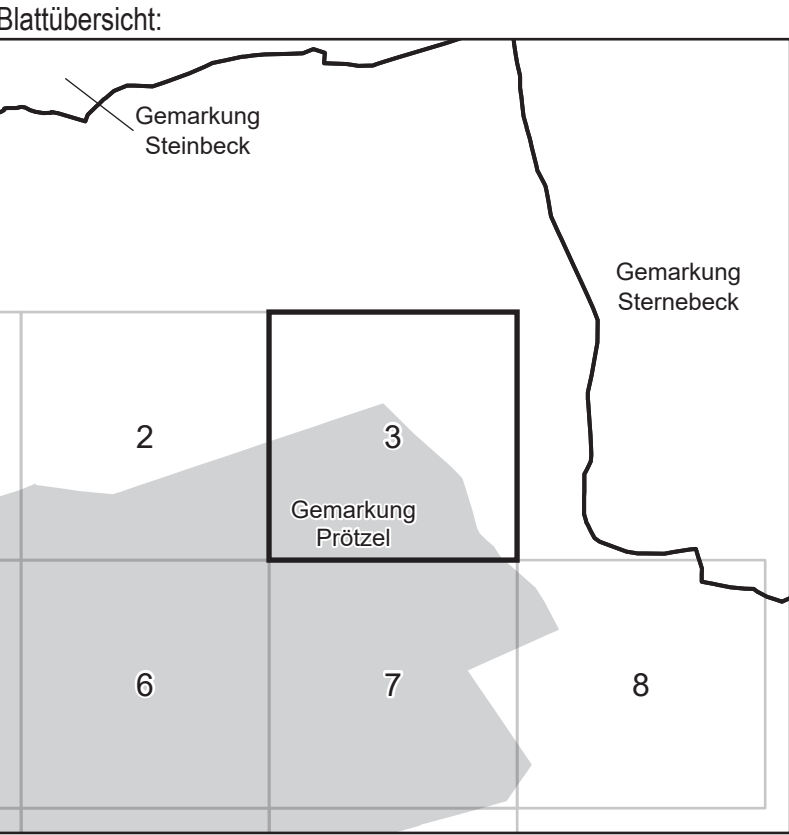 Blattübersicht:
Gemarkung
Steinbeck
Gemarkung
Sternebeck
2
3
Gemarkung
Prötzel
6
7
8